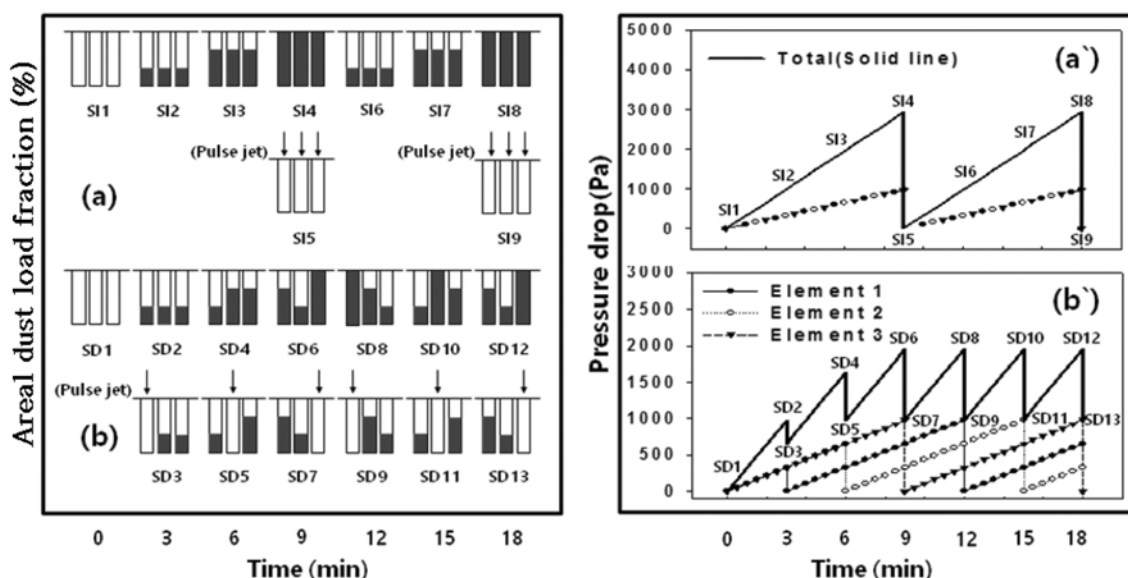 Areal dust load fraction (%)
SI1 SI2 SI3 SI4 SI6 SI7 SI8
(Pulse jet) (Pulse jet)
(a)
SI5 SI9
SD1 SD2 SD4 SD6 SD8 SD10 SD12
(Pulse jet)
(b)
SD3 SD5 SD7 SD9 SD11 SD13
0 3 6 9 12 15 18
Time (min)
Pressure drop(Pa)
5000
4000
3000
2000
1000
0
Total(Solid line)
(a`)
SI4 SI8
SI3 SI7
SI2 SI6
SI1
SI5 SI9
3000
2500
2000
1500
1000
500
0
Element 1
Element 2
Element 3
(b`)
SD6 SD8 SD10 SD12
SD4
SD2
SD5 SD7 SD9 SD11 SD13
SD3
SD1
0 3 6 9 12 15 18
Time (min)